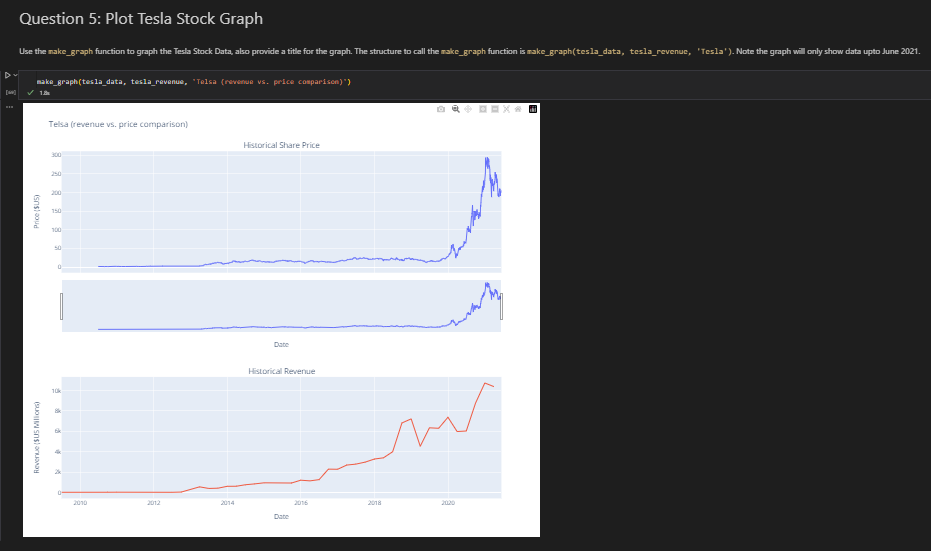 Question 5: Plot Tesla Stock Graph
Use the make_graph function to graph the Tesla Stock Data, also provide a title for the graph. The structure to call the make_graph function is make_graph(tesla_data, tesla_revenue, 'Tesla'). Note the graph will only show data upto June 2021.
make_graph(tesla_data, tesla_revenue, 'Telsa (revenue vs. price comparison)')
1.8s
Telsa (revenue vs. price comparison)
Historical Share Price
300
250
200
150
100
50
0
Price ($US)
Date
Historical Revenue
10k
8k
6k
4k
2k
0
Revenue ($US Millions)
2010 2012 2014 2016 2018 2020
Date